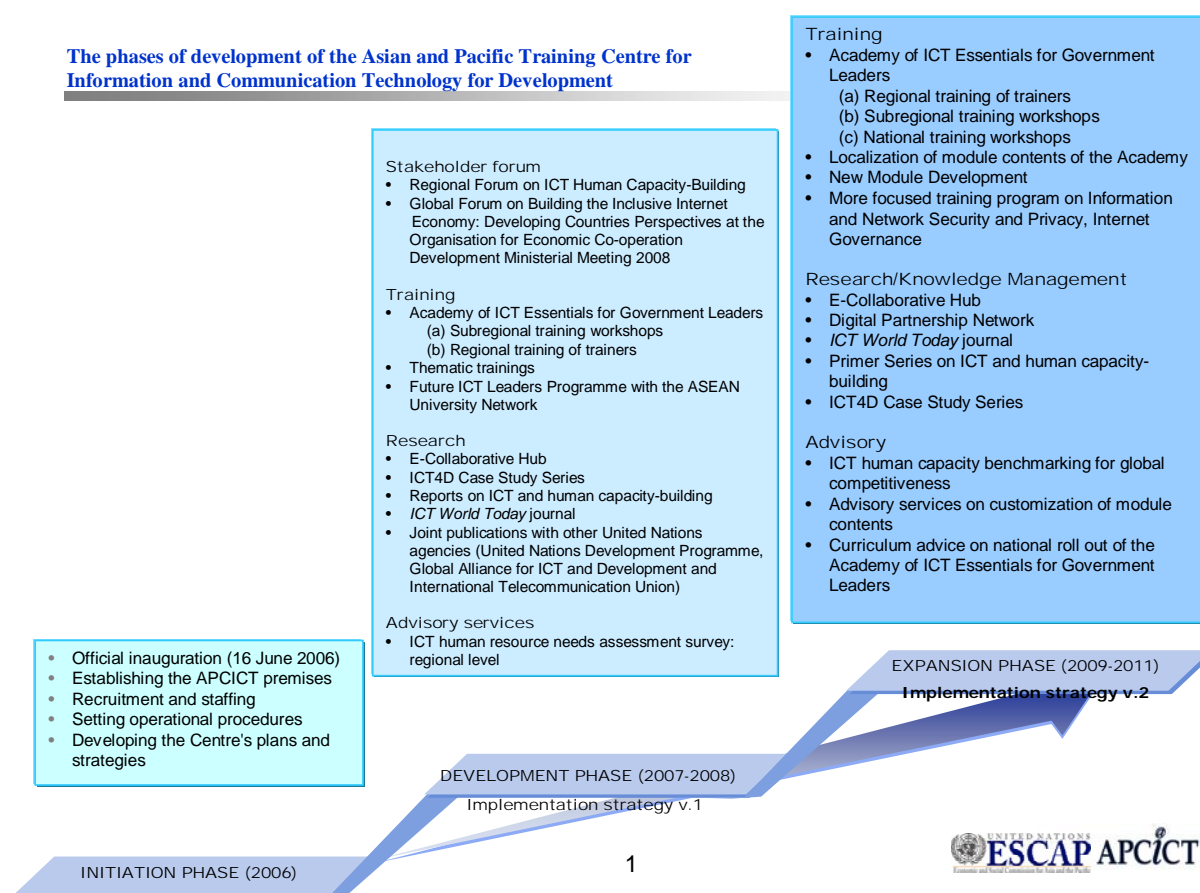 The phases of development of the Asian and Pacific Training Centre for
Information and Communication Technology for Development
Stakeholder forum
• Regional Forum on ICT Human Capacity-Building
• Global Forum on Building the Inclusive Internet
Economy: Developing Countries Perspectives at the
Organisation for Economic Co-operation
Development Ministerial Meeting 2008
Training
• Academy of ICT Essentials for Government Leaders
(a) Subregional training workshops
(b) Regional training of trainers
• Thematic trainings
• Future ICT Leaders Programme with the ASEAN
University Network
Research
• E-Collaborative Hub
• ICT4D Case Study Series
• Reports on ICT and human capacity-building
• ICT World Today journal
• Joint publications with other United Nations
agencies (United Nations Development Programme,
Global Alliance for ICT and Development and
International Telecommunication Union)
Advisory services
• ICT human resource needs assessment survey:
regional level
Training
• Academy of ICT Essentials for Government
Leaders
(a) Regional training of trainers
(b) Subregional training workshops
(c) National training workshops
• Localization of module contents of the Academy
• New Module Development
• More focused training program on Information
and Network Security and Privacy, Internet
Governance
Research/Knowledge Management
• E-Collaborative Hub
• Digital Partnership Network
• ICT World Today journal
• Primer Series on ICT and human capacity-
building
• ICT4D Case Study Series
Advisory
• ICT human capacity benchmarking for global
competitiveness
• Advisory services on customization of module
contents
• Curriculum advice on national roll out of the
Academy of ICT Essentials for Government
Leaders
• Official inauguration (16 June 2006)
• Establishing the APCICT premises
• Recruitment and staffing
• Setting operational procedures
• Developing the Centre's plans and
strategies
EXPANSION PHASE (2009-2011)
Implementation strategy v.2
DEVELOPMENT PHASE (2007-2008)
Implementation strategy v.1
INITIATION PHASE (2006)
1
UNITED NATIONS
ESCAP APCICT
Economic and Social Commission for Asia and the Pacific